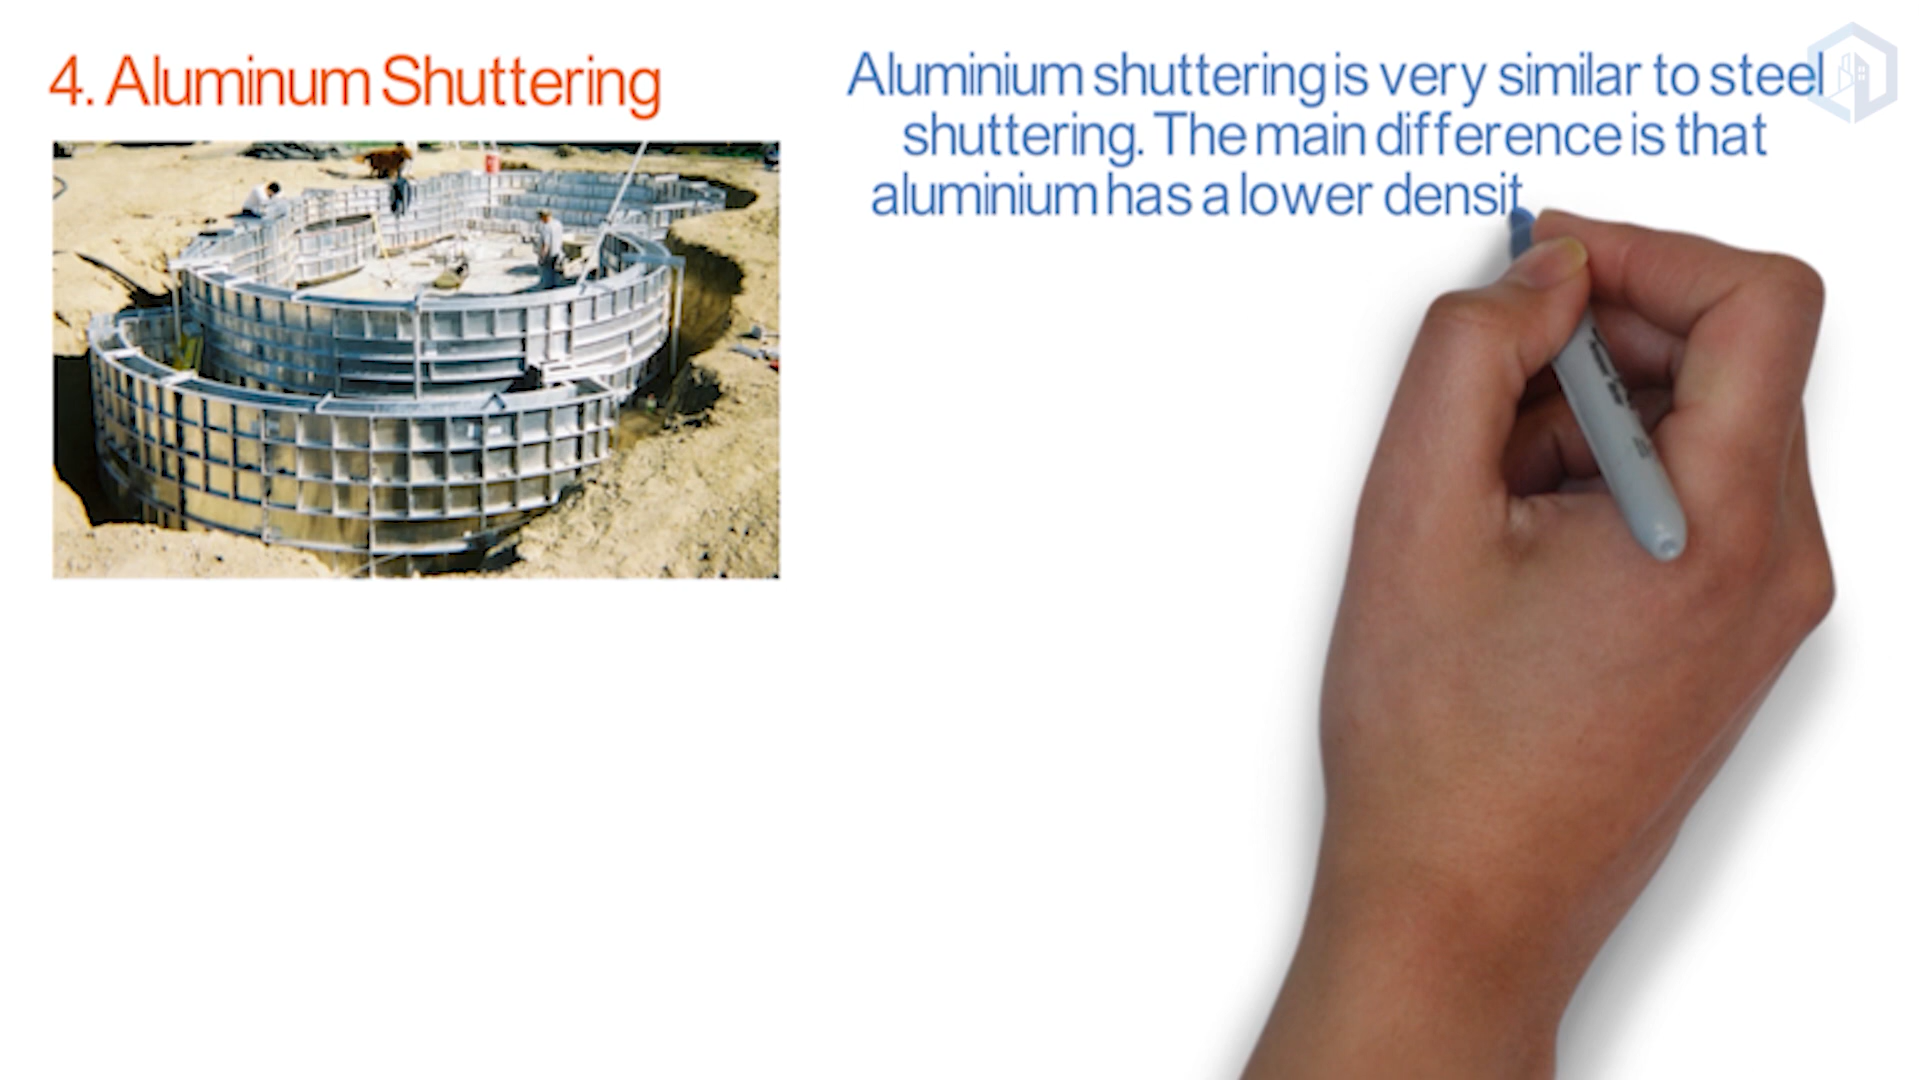 4. Aluminum Shuttering
Aluminium shuttering is very similar to steel
shuttering. The main difference is that
aluminium has a lower densit